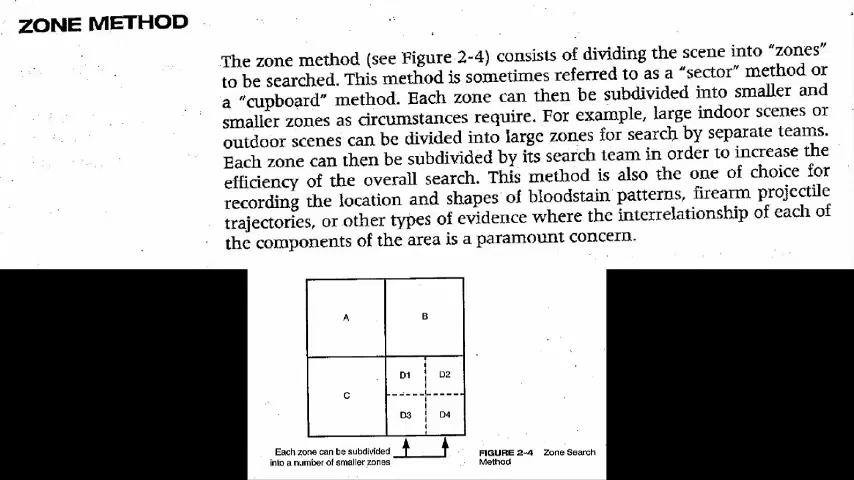 ZONE METHOD
The zone method (see Figure 2-4) consists of dividing the scene into "zones"
to be searched. This method is sometimes referred to as a "sector" method or
a "cupboard" method. Each zone can then be subdivided into smaller and
smaller zones as circumstances require. For example, large indoor scenes or
outdoor scenes can be divided into large zones for search by separate teams.
Each zone can then be subdivided by its search team in order to increase the
efficiency of the overall search. This method is also the one of choice for
recording the location and shapes of bloodstain patterns, firearm projectile
trajectories, or other types of evidence where the interrelationship of each of
the components of the area is a paramount concern.
A B
D1 D2
C
D3 D4
Each zone can be subdivided
into a number of smaller zones
FIGURE 2-4 Zone Search
Method